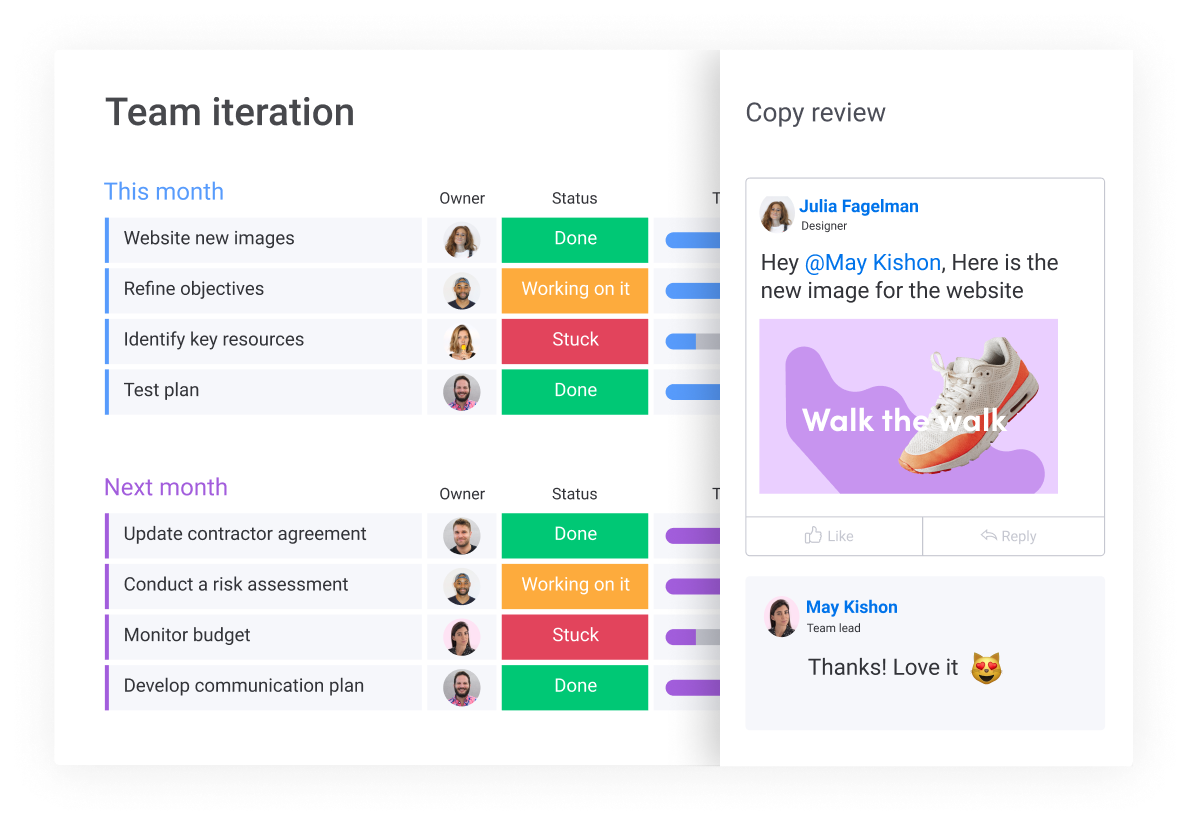 Team iteration
This month
Owner
Status
T
Website new images
Done
Refine objectives
Working on it
Identify key resources
Stuck
Test plan
Done
Next month
Owner
Status
T
Update contractor agreement
Done
Conduct a risk assessment
Working on it
Monitor budget
Stuck
Develop communication plan
Done
Copy review
Julia Fagelman
Designer
Hey @May Kishon, Here is the
new image for the website
Walk the walk
Like
Reply
May Kishon
Team lead
Thanks! Love it 😻